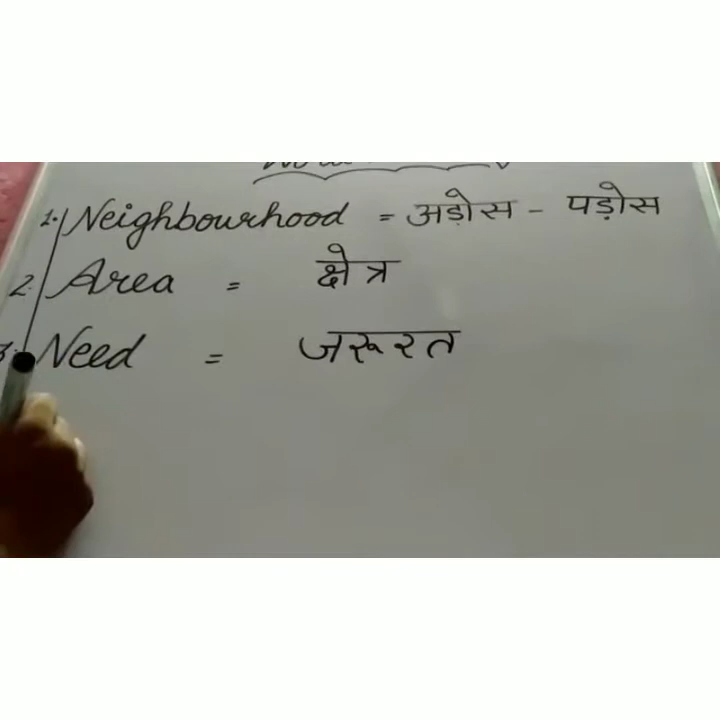 1. Neighbourhood = अड़ोस - पड़ोस
2. Area = क्षेत्र
3. Need = जरूरत